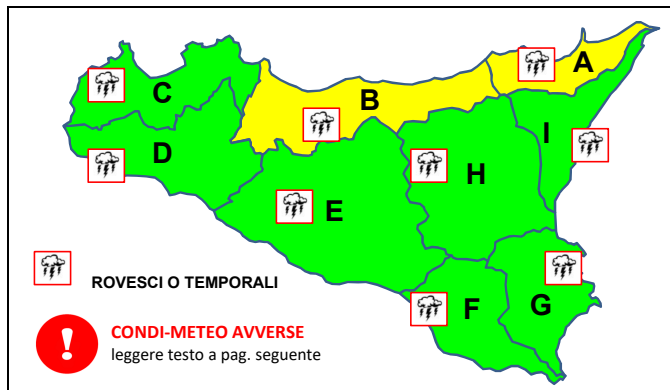 A
C
B
I
D
H
E
F
G
ROVESCI O TEMPORALI
CONDI-METEO AVVERSE
leggere testo a pag. seguente
!